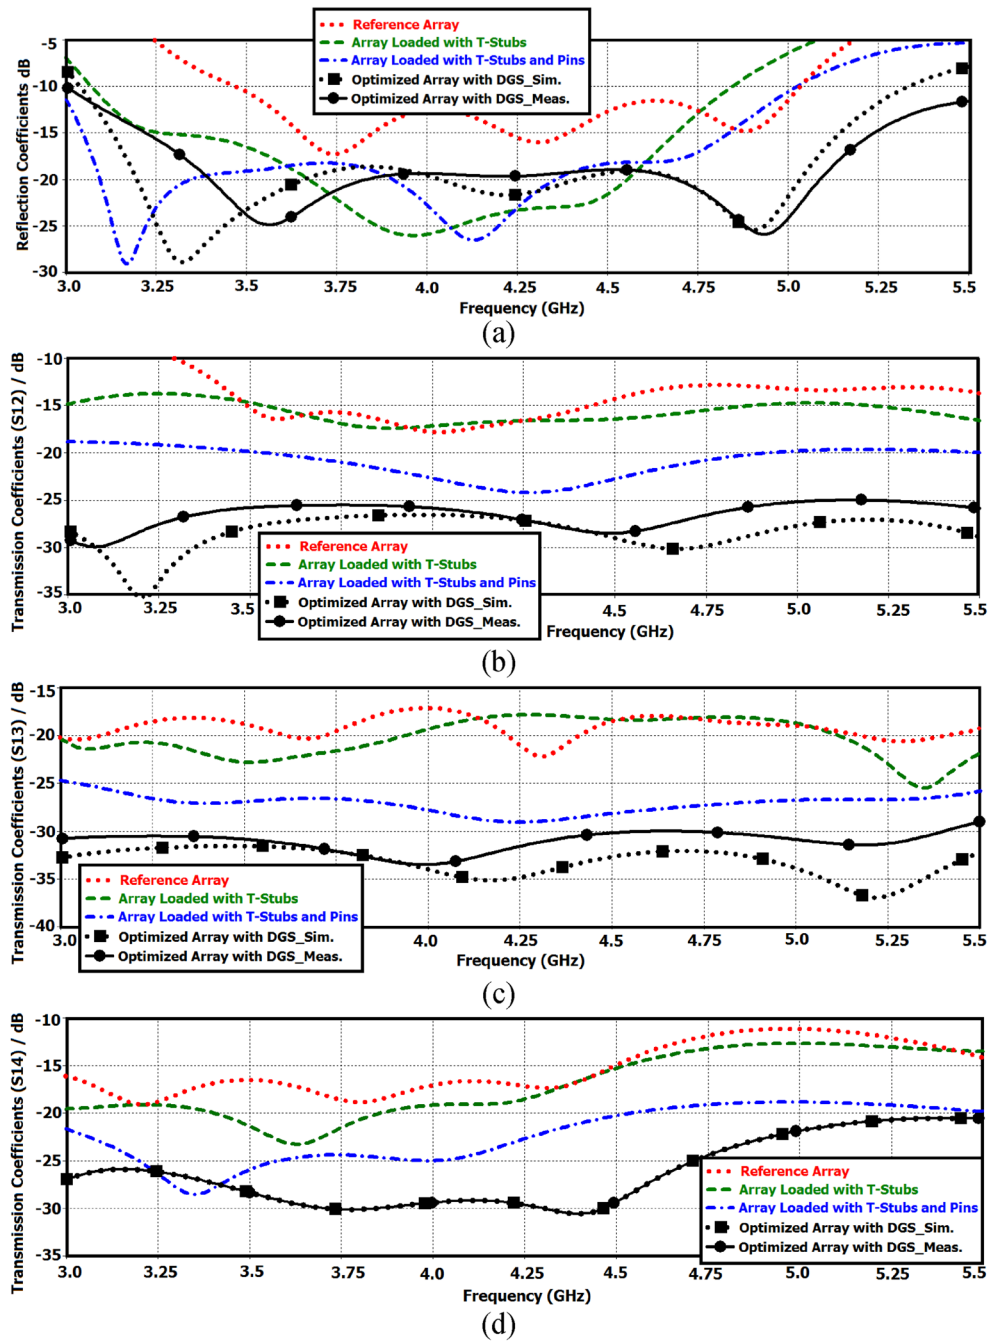 Reference Array
Array Loaded with T-Stubs
Array Loaded with T-Stubs and Pins
Optimized Array with DGS_Sim.
Optimized Array with DGS_Meas.
Reflection Coefficients dB
-5
-10
-15
-20
-25
-30
3.0 3.25 3.5 3.75 4.0 4.25 4.5 4.75 5.0 5.25 5.5
Frequency (GHz)
(a)
Transmission Coefficients (S12) / dB
-10
-15
-20
-25
-30
-35
Reference Array
Array Loaded with T-Stubs
Array Loaded with T-Stubs and Pins
Optimized Array with DGS_Sim.
Optimized Array with DGS_Meas.
3.0 3.25 3.5 4.5 4.75 5.0 5.25 5.5
Frequency (GHz)
(b)
Transmission Coefficients (S13) / dB
-15
-20
-25
-30
-35
-40
Reference Array
Array Loaded with T-Stubs
Array Loaded with T-Stubs and Pins
Optimized Array with DGS_Sim.
Optimized Array with DGS_Meas.
3.0 4.0 4.25 4.5 4.75 5.0 5.25 5.5
Frequency (GHz)
(c)
Transmission Coefficients (S14) / dB
-10
-15
-20
-25
-30
-35
Reference Array
Array Loaded with T-Stubs
Array Loaded with T-Stubs and Pins
Optimized Array with DGS_Sim.
Optimized Array with DGS_Meas.
3.0 3.25 3.5 3.75 4.0 4.25 4.5 4.75 5.0 5.25 5.5
Frequency (GHz)
(d)